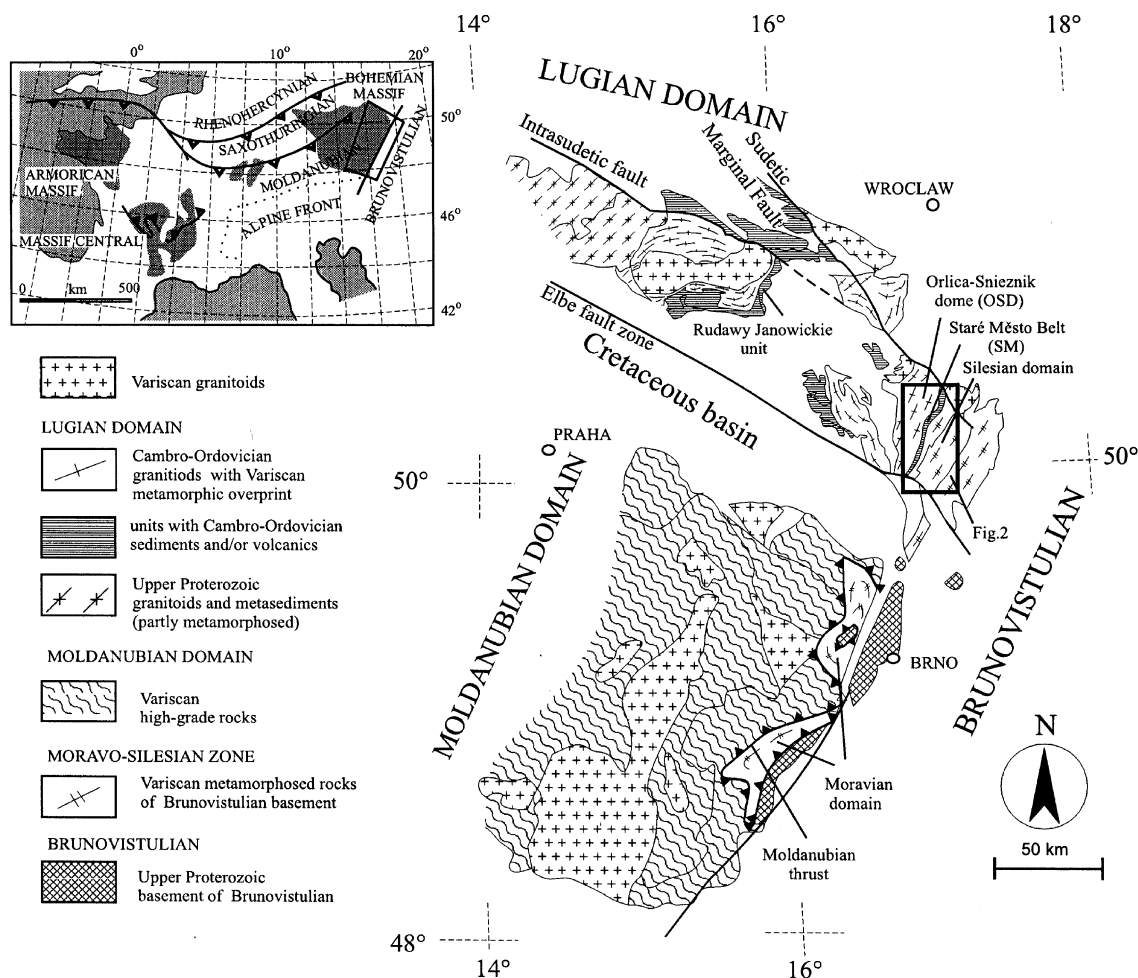 14°
16°
18°
0°
10°
20°
BOHEMIAN
MASSIF
RHENOHERCYNIAN
SAXOTHURINGIAN
50°
ARMORICAN
MASSIF
MOLDANUBIAN
BRUNOVISTULIAN
ALPINE FRONT
46°
MASSIF CENTRAL
0 km 500
42°
LUGIAN DOMAIN
Intrasudetic fault
Sudetic
Marginal Fault
WROCLAW
Orlica-Snieznik
dome (OSD)
Staré Město Belt
(SM)
Silesian domain
Rudawy Janowickie
unit
Elbe fault zone
Cretaceous basin
PRAHA
50°
50°
Fig.2
MOLDANUBIAN DOMAIN
BRUNOVISTULIAN
BRNO
Moravian
domain
Moldanubian
thrust
N
50 km
48°
14°
16°
Variscan granitoids
LUGIAN DOMAIN
Cambro-Ordovician
granitiods with Variscan
metamorphic overprint
units with Cambro-Ordovician
sediments and/or volcanics
Upper Proterozoic
granitoids and metasediments
(partly metamorphosed)
MOLDANUBIAN DOMAIN
Variscan
high-grade rocks
MORAVO-SILESIAN ZONE
Variscan metamorphosed rocks
of Brunovistulian basement
BRUNOVISTULIAN
Upper Proterozoic
basement of Brunovistulian